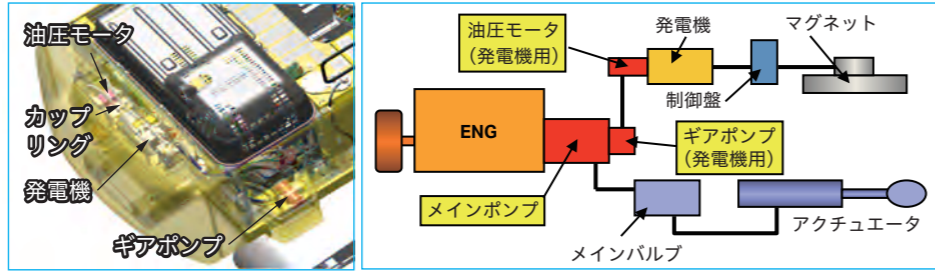 油圧モータ
カップ
リング
発電機
ギアポンプ
油圧モータ
(発電機用)
発電機
マグネット
制御盤
ENG
ギアポンプ
(発電機用)
メインポンプ
メインバルブ
アクチュエータ